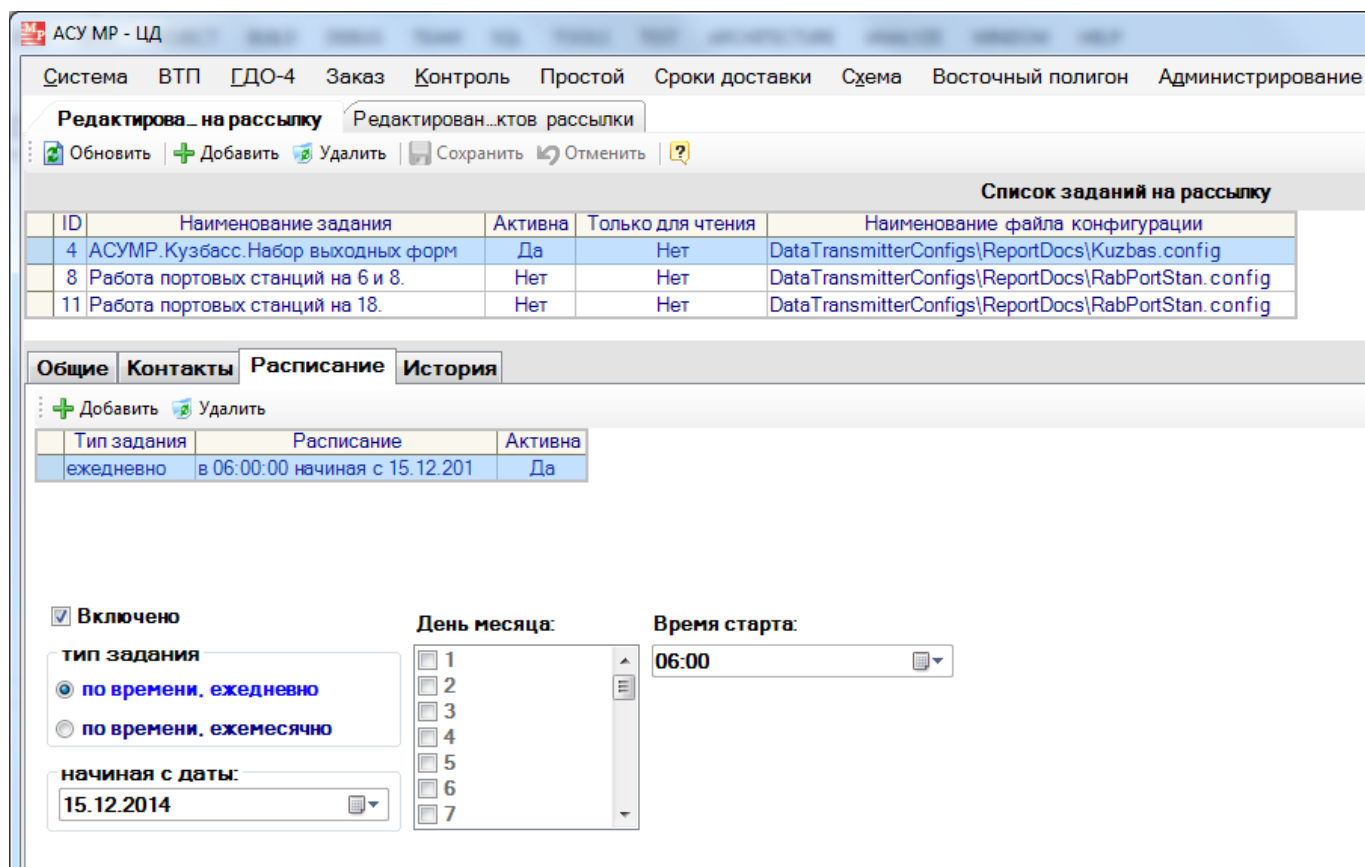 МР АСУ МР - ЦД
Система ВТП ГДО-4 Заказ Контроль Простой Сроки доставки Схема Восточный полигон Администрирование
Редактирова... на рассылку Редактирован...ктов рассылки
Обновить Добавить Удалить Сохранить Отменить ?
Список заданий на рассылку
ID Наименование задания Активна Только для чтения Наименование файла конфигурации
4 АСУМР.Кузбасс.Набор выходных форм Да Нет DataTransmitterConfigs\ReportDocs\Kuzbas.config
8 Работа портовых станций на 6 и 8. Нет Нет DataTransmitterConfigs\ReportDocs\RabPortStan.config
11 Работа портовых станций на 18. Нет Нет DataTransmitterConfigs\ReportDocs\RabPortStan.config
Общие Контакты Расписание История
Добавить Удалить
Тип задания Расписание Активна
ежедневно в 06:00:00 начиная с 15.12.201 Да
Включено День месяца: Время старта:
тип задания 1 06:00
по времени, ежедневно 2
3
по времени, ежемесячно 4
5
начиная с даты: 6
15.12.2014 7